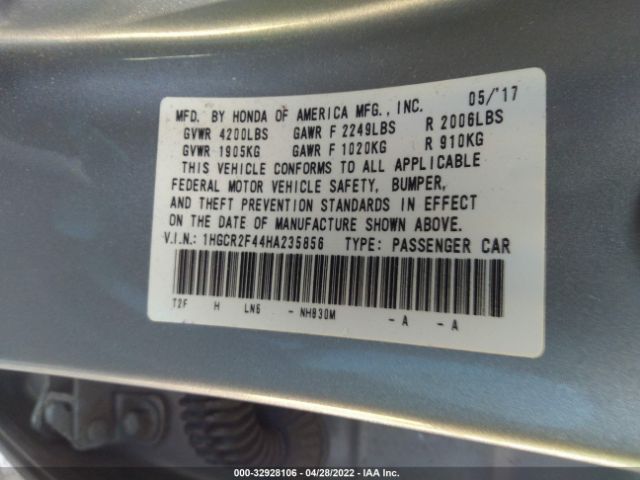 MFD. BY HONDA OF AMERICA MFG., INC. 05/'17
GVWR 4200LBS GAWR F 2249LBS R 2006LBS
GVWR 1905KG GAWR F 1020KG R 910KG
THIS VEHICLE CONFORMS TO ALL APPLICABLE
FEDERAL MOTOR VEHICLE SAFETY, BUMPER,
AND THEFT PREVENTION STANDARDS IN EFFECT
ON THE DATE OF MANUFACTURE SHOWN ABOVE.
V.I.N.: 1HGCR2F44HA235856 TYPE: PASSENGER CAR
T2F H LN6 - NH830M - A - A
000-32928106 - 04/28/2022 - IAA Inc.